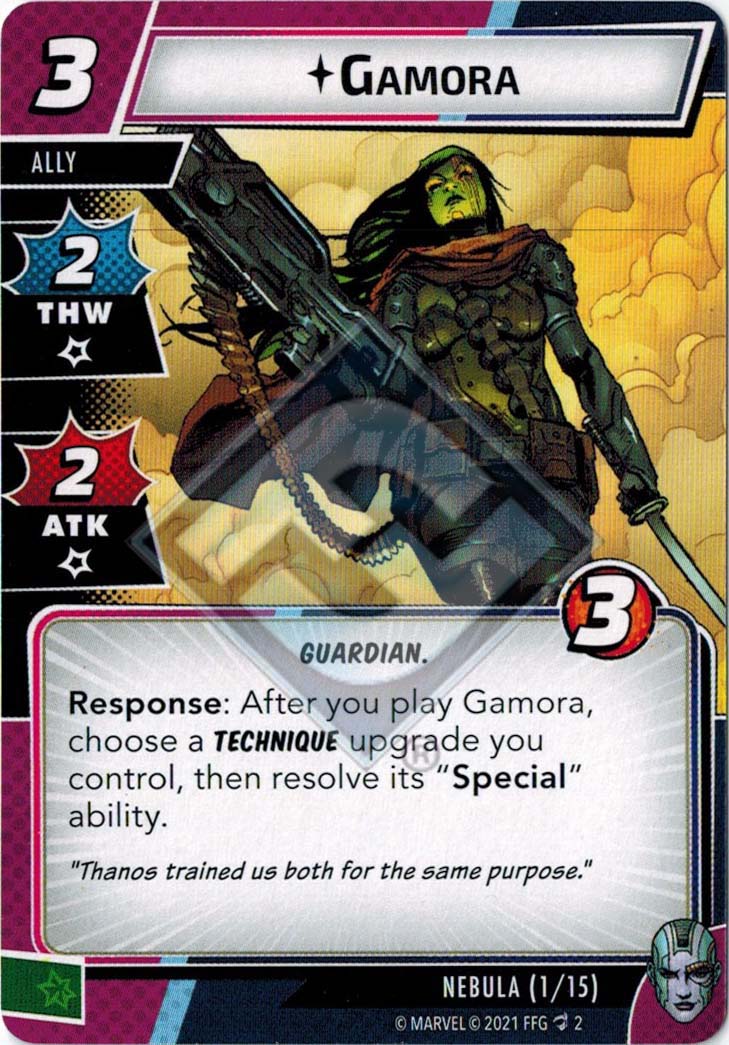 3
GAMORA
ALLY
2
THW
2
ATK
3
GUARDIAN.
Response: After you play Gamora,
choose a TECHNIQUE upgrade you
control, then resolve its "Special"
ability.
"Thanos trained us both for the same purpose."
NEBULA (1/15)
© MARVEL © 2021 FFG 2
®